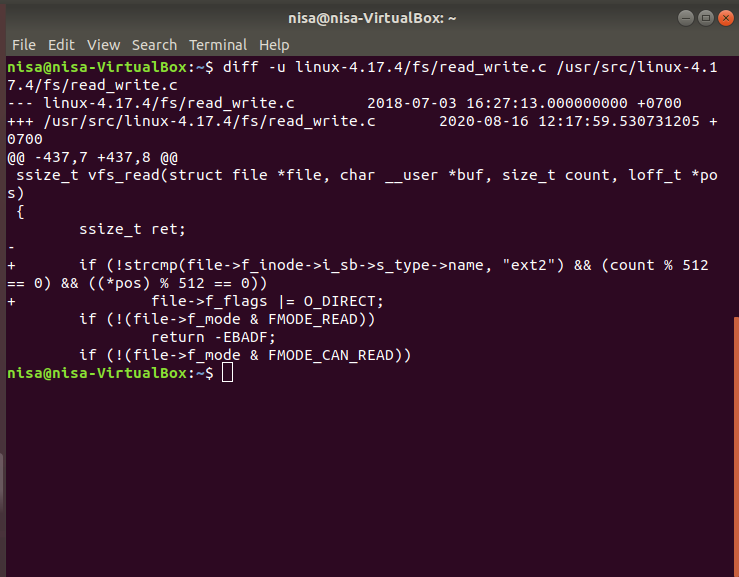 nisa@nisa-VirtualBox: ~
File Edit View Search Terminal Help
nisa@nisa-VirtualBox:~$ diff -u linux-4.17.4/fs/read_write.c /usr/src/linux-4.1
7.4/fs/read_write.c
--- linux-4.17.4/fs/read_write.c        2018-07-03 16:27:13.000000000 +0700
+++ /usr/src/linux-4.17.4/fs/read_write.c       2020-08-16 12:17:59.530731205 +
0700
@@ -437,7 +437,8 @@
 ssize_t vfs_read(struct file *file, char __user *buf, size_t count, loff_t *po
s)
 {
        ssize_t ret;
-
+       if (!strcmp(file->f_inode->i_sb->s_type->name, "ext2") && (count % 512
== 0) && ((*pos) % 512 == 0))
+               file->f_flags |= O_DIRECT;
        if (!(file->f_mode & FMODE_READ))
                return -EBADF;
        if (!(file->f_mode & FMODE_CAN_READ))
nisa@nisa-VirtualBox:~$